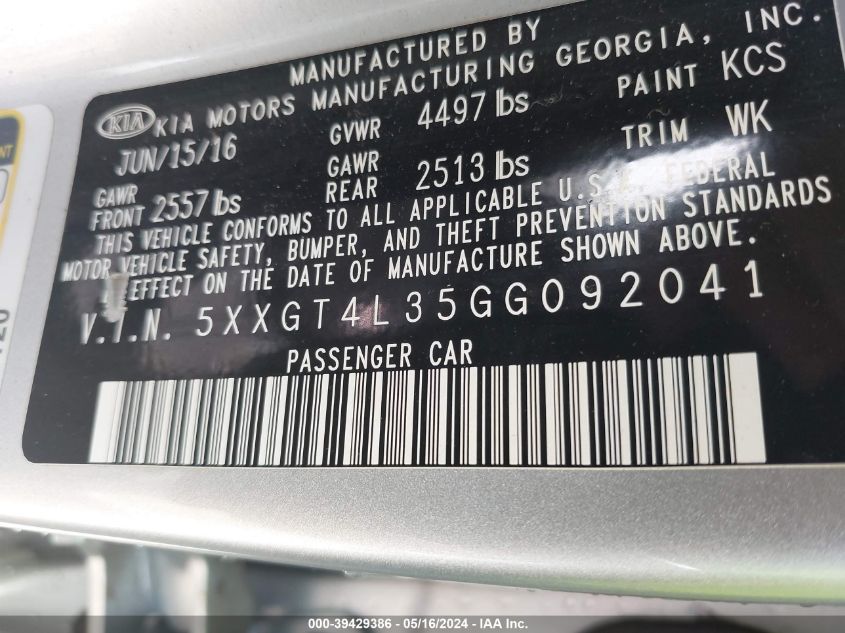 MANUFACTURED BY
KIA KIA MOTORS MANUFACTURING GEORGIA, INC.
JUN/15/16 GVWR 4497 lbs PAINT KCS
GAWR FRONT 2557 lbs GAWR REAR 2513 lbs TRIM WK
THIS VEHICLE CONFORMS TO ALL APPLICABLE U.S. FEDERAL
MOTOR VEHICLE SAFETY, BUMPER, AND THEFT PREVENTION STANDARDS
EFFECT ON THE DATE OF MANUFACTURE SHOWN ABOVE.
V.I.N. 5XXGT4L35GG092041
PASSENGER CAR
000-39429386 - 05/16/2024 - IAA Inc.